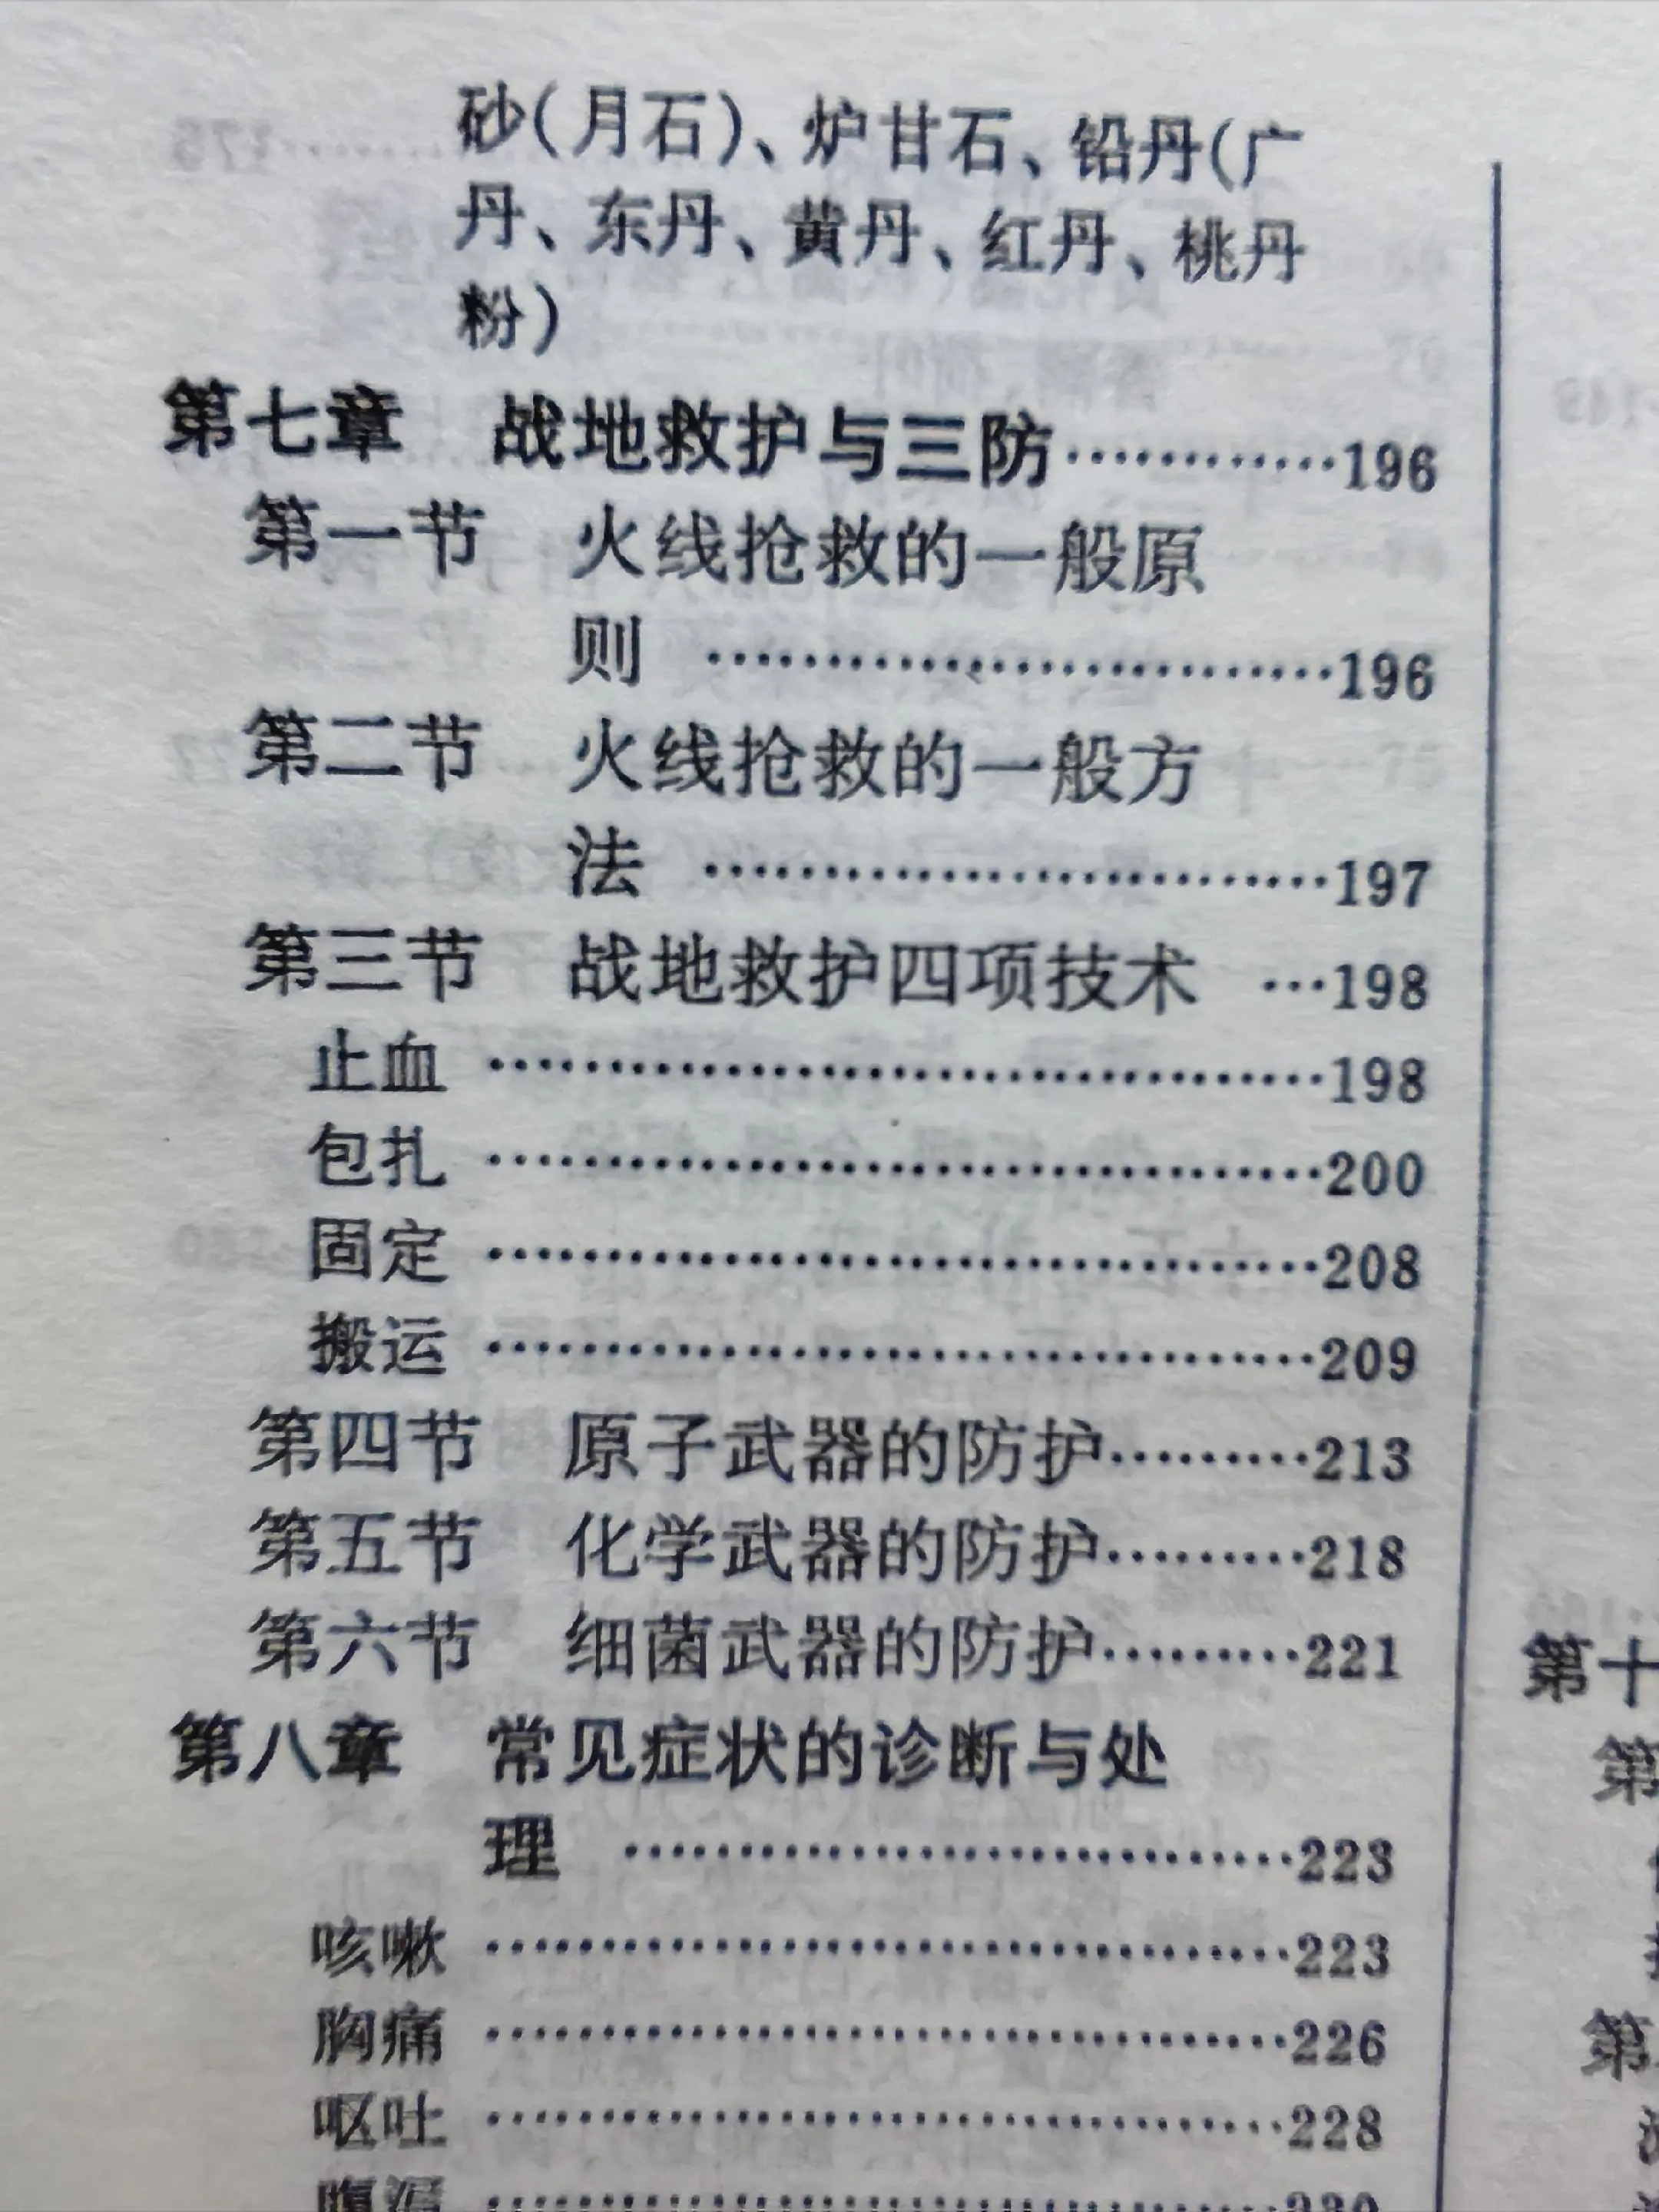 砂(月石)、炉甘石、铅丹(广
丹、东丹、黄丹、红丹、桃丹
粉)
第七章 战地救护与三防…………196
第一节 火线抢救的一般原
则 …………………………196
第二节 火线抢救的一般方
法 …………………………197
第三节 战地救护四项技术 …198
止血 …………………………………198
包扎 …………………………………200
固定 …………………………………208
搬运 …………………………………209
第四节 原子武器的防护………213
第五节 化学武器的防护………218
第六节 细菌武器的防护………221
第八章 常见症状的诊断与处
理 …………………………223
咳嗽 …………………………………223
胸痛 …………………………………226
呕吐 …………………………………228
腹泻 …………………………………230
第十
第
第